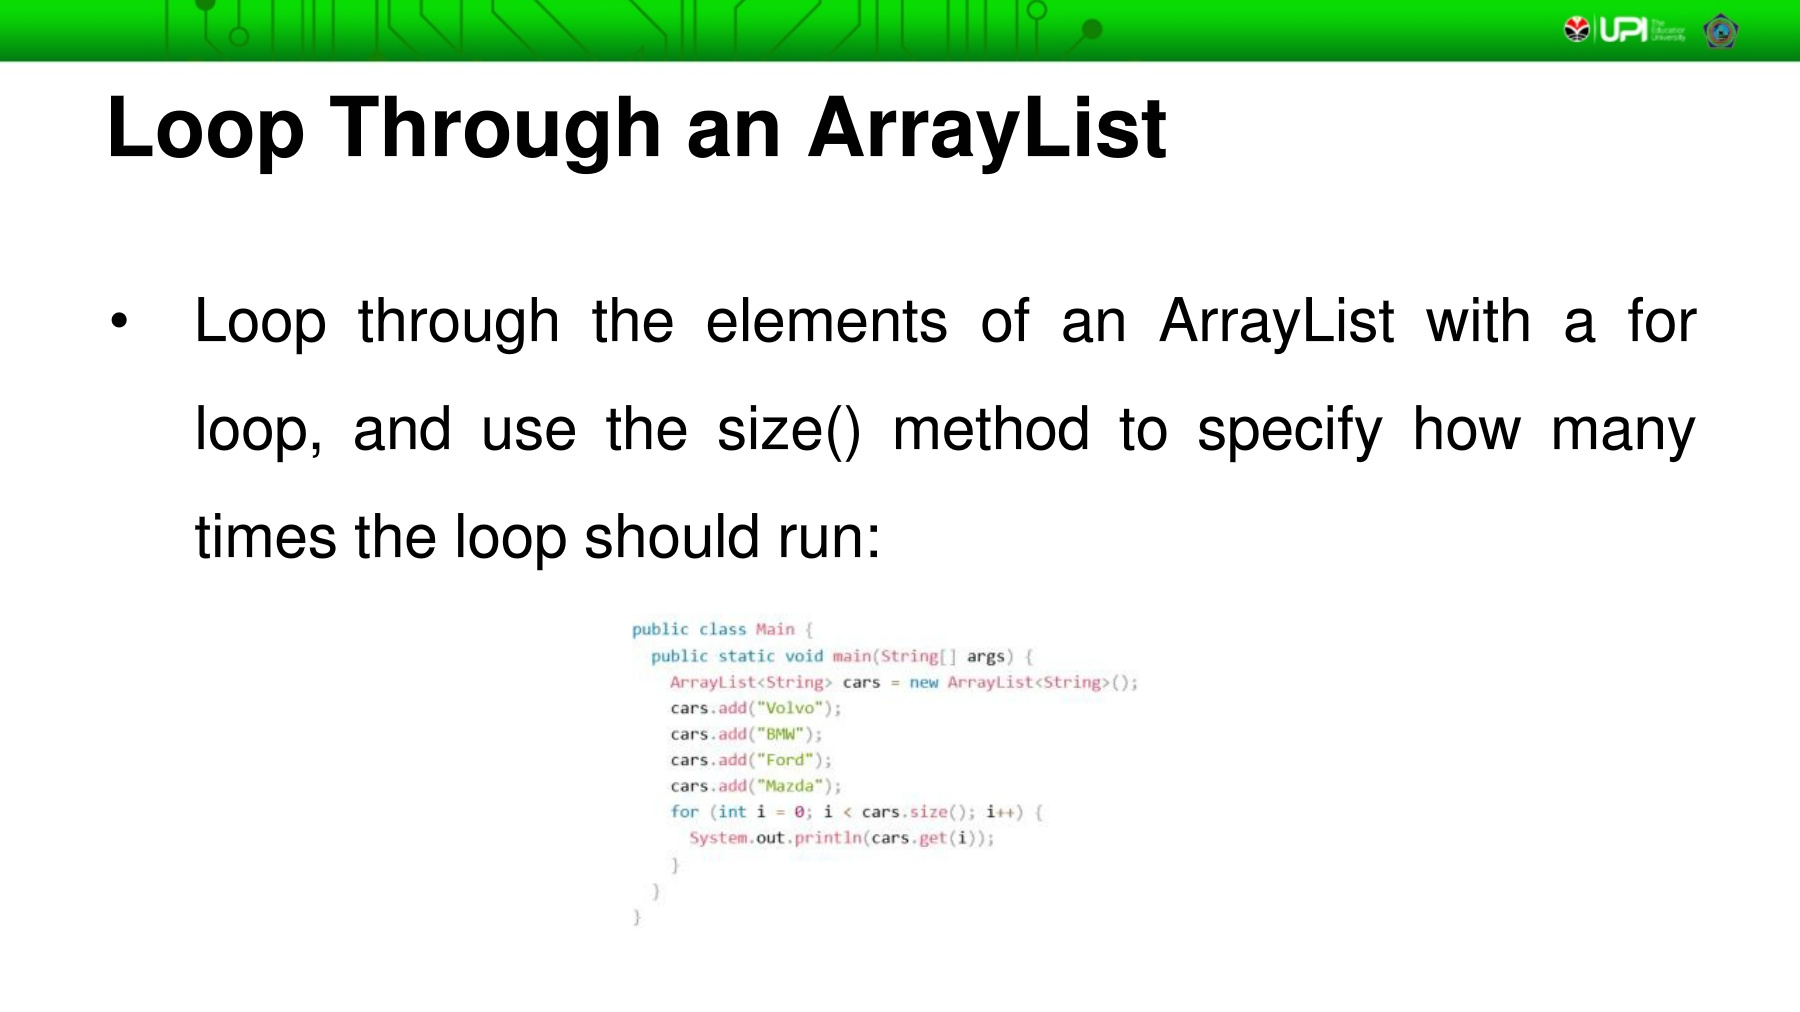 UPI The Education University
Loop Through an ArrayList
• Loop through the elements of an ArrayList with a for
loop, and use the size() method to specify how many
times the loop should run:
public class Main {
  public static void main(String[] args) {
    ArrayList<String> cars = new ArrayList<String>();
    cars.add("Volvo");
    cars.add("BMW");
    cars.add("Ford");
    cars.add("Mazda");
    for (int i = 0; i < cars.size(); i++) {
      System.out.println(cars.get(i));
    }
  }
}